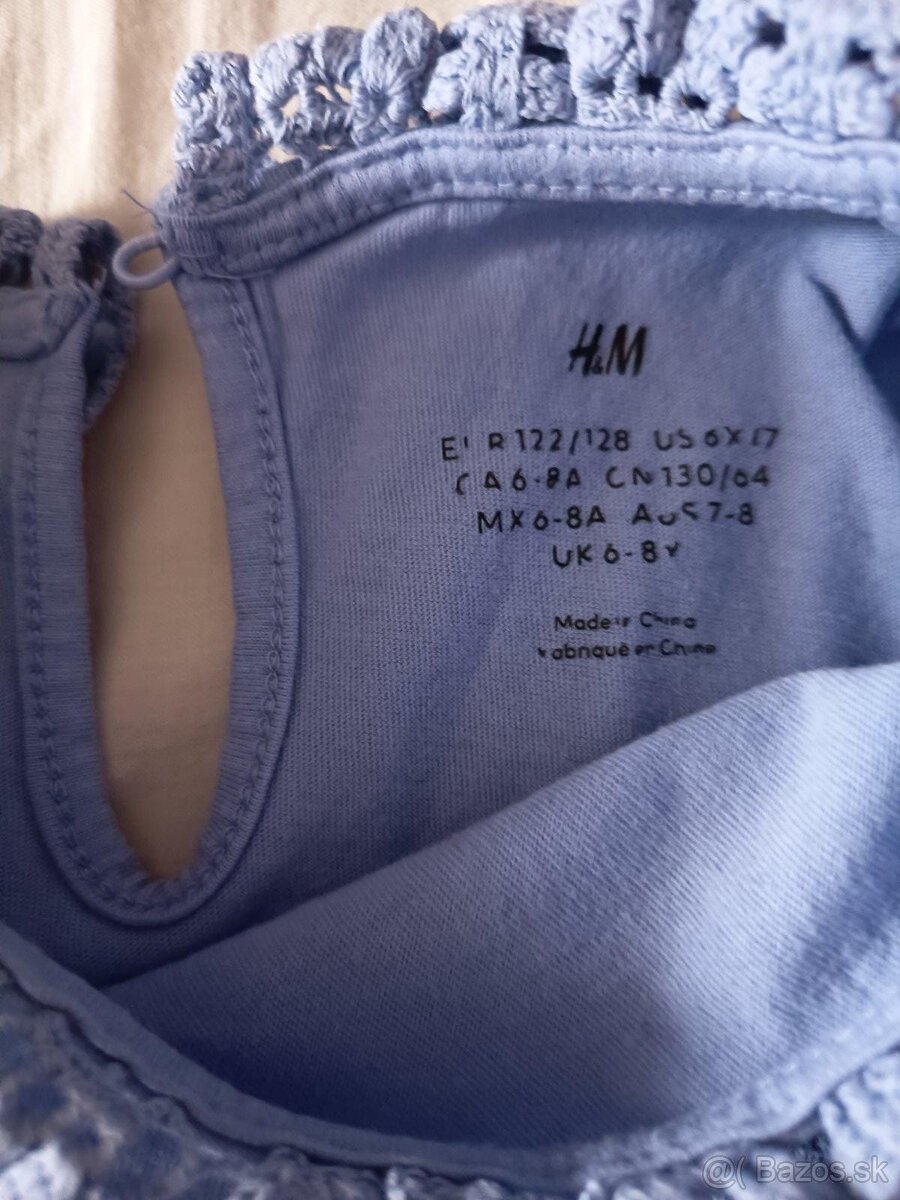 H&M
EUR 122/128 US 6X/7
CA 6-8A CN 130/64
MX 6-8A AUS 7-8
UK 6-8Y
Made in China
Fabriqué en Chine
@( Bazos.sk